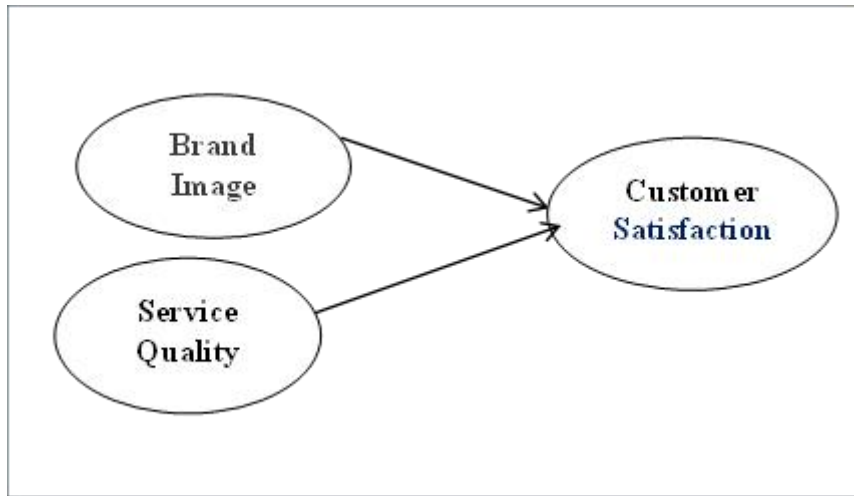 Brand
Image
Customer
Satisfaction
Service
Quality